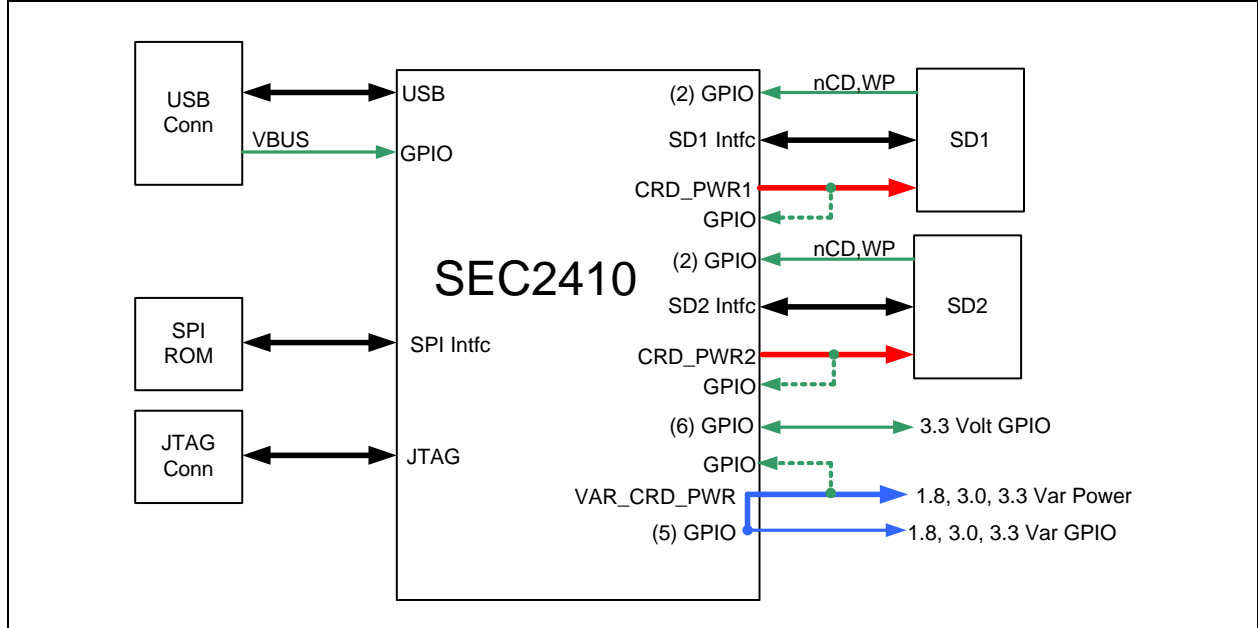 USB
Conn
VBUS
USB
GPIO
SPI
ROM
SPI Intfc
JTAG
Conn
JTAG
SEC2410
(2) GPIO
nCD,WP
SD1 Intfc
SD1
CRD_PWR1
GPIO
(2) GPIO
nCD,WP
SD2 Intfc
SD2
CRD_PWR2
GPIO
(6) GPIO
3.3 Volt GPIO
GPIO
VAR_CRD_PWR
1.8, 3.0, 3.3 Var Power
(5) GPIO
1.8, 3.0, 3.3 Var GPIO